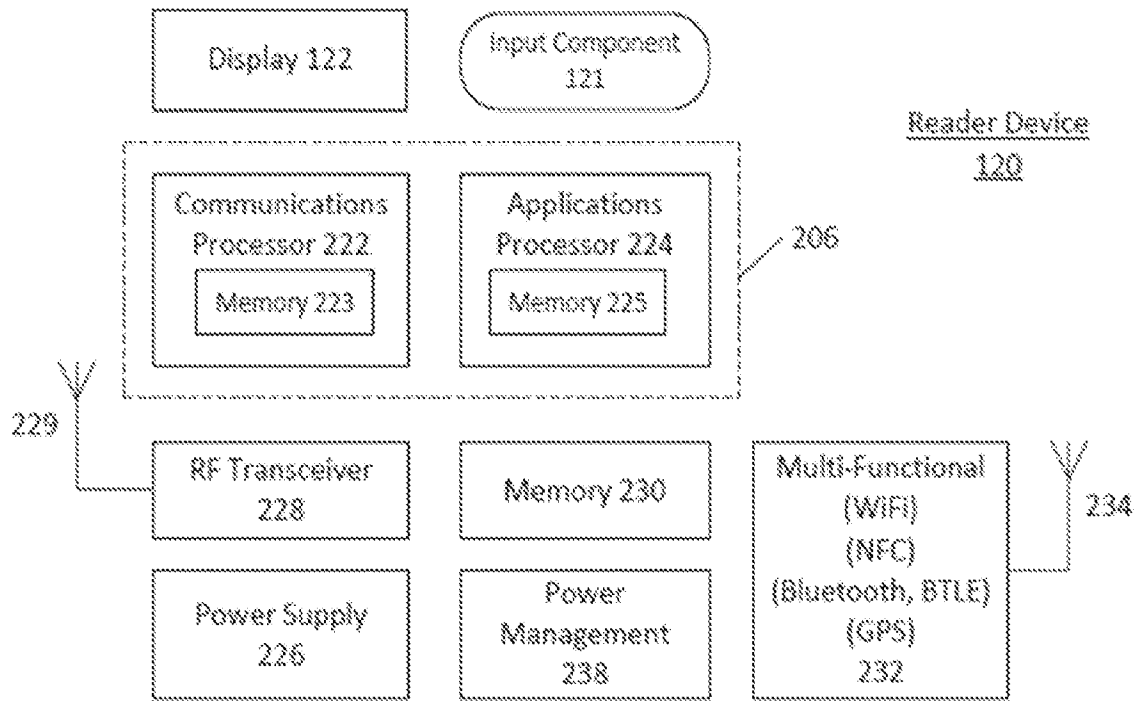 Display 122
Input Component
121
Reader Device
120
Communications
Processor 222
Memory 223
Applications
Processor 224
Memory 225
206
229
RF Transceiver
228
Memory 230
Multi-Functional
(WiFi)
(NFC)
(Bluetooth, BTLE)
(GPS)
232
234
Power Supply
226
Power
Management
238